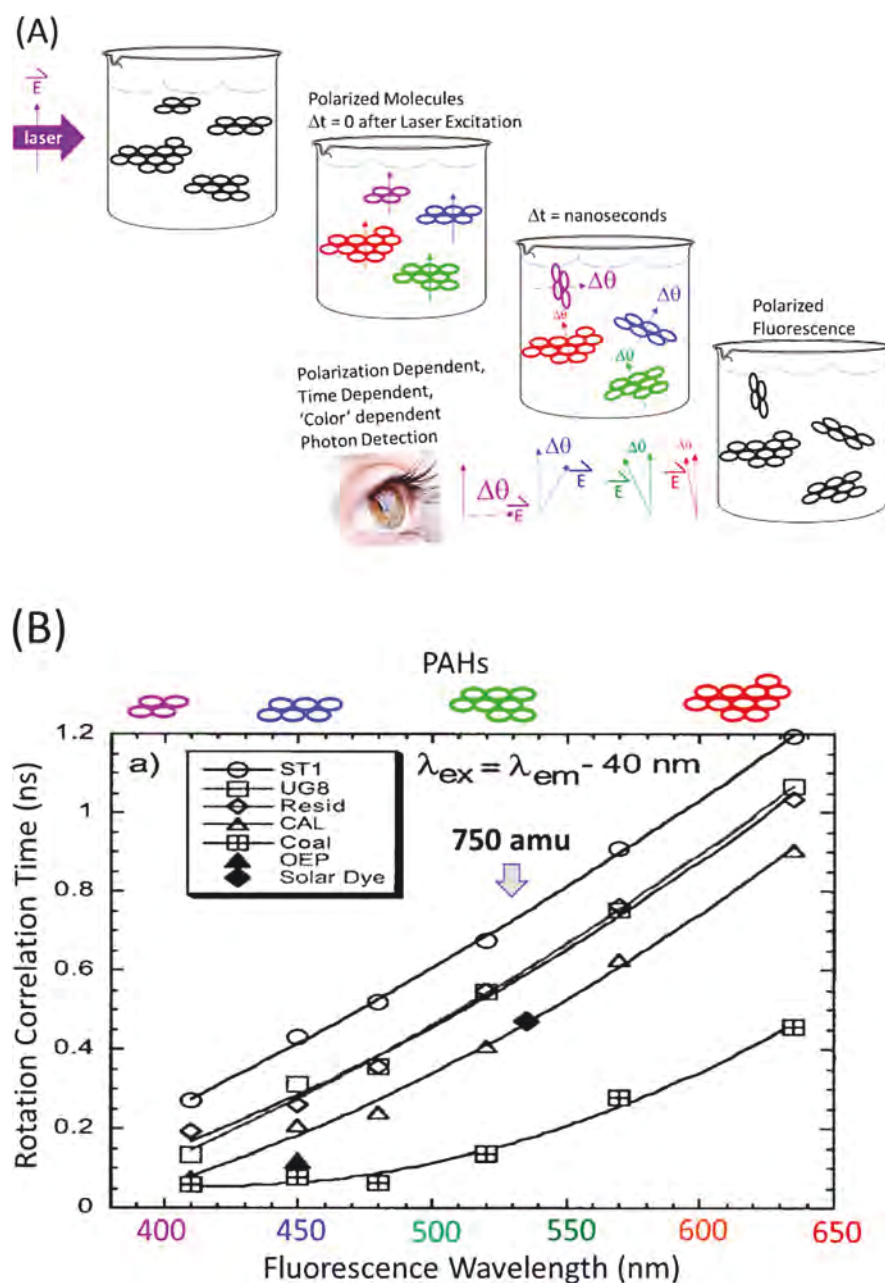 (A)
E
laser
Polarized Molecules
Δt = 0 after Laser Excitation
Δt = nanoseconds
Δθ
Δθ
Δθ
Δθ
Polarized
Fluorescence
Polarization Dependent,
Time Dependent,
'Color' dependent
Photon Detection
Δθ
E
Δθ
E
Δθ
E
Δθ
E
(B)
PAHs
a)
ST1
UG8
Resid
CAL
Coal
OEP
Solar Dye
λex = λem - 40 nm
750 amu
Rotation Correlation Time (ns)
1.2
1
0.8
0.6
0.4
0.2
0
400 450 500 550 600 650
Fluorescence Wavelength (nm)